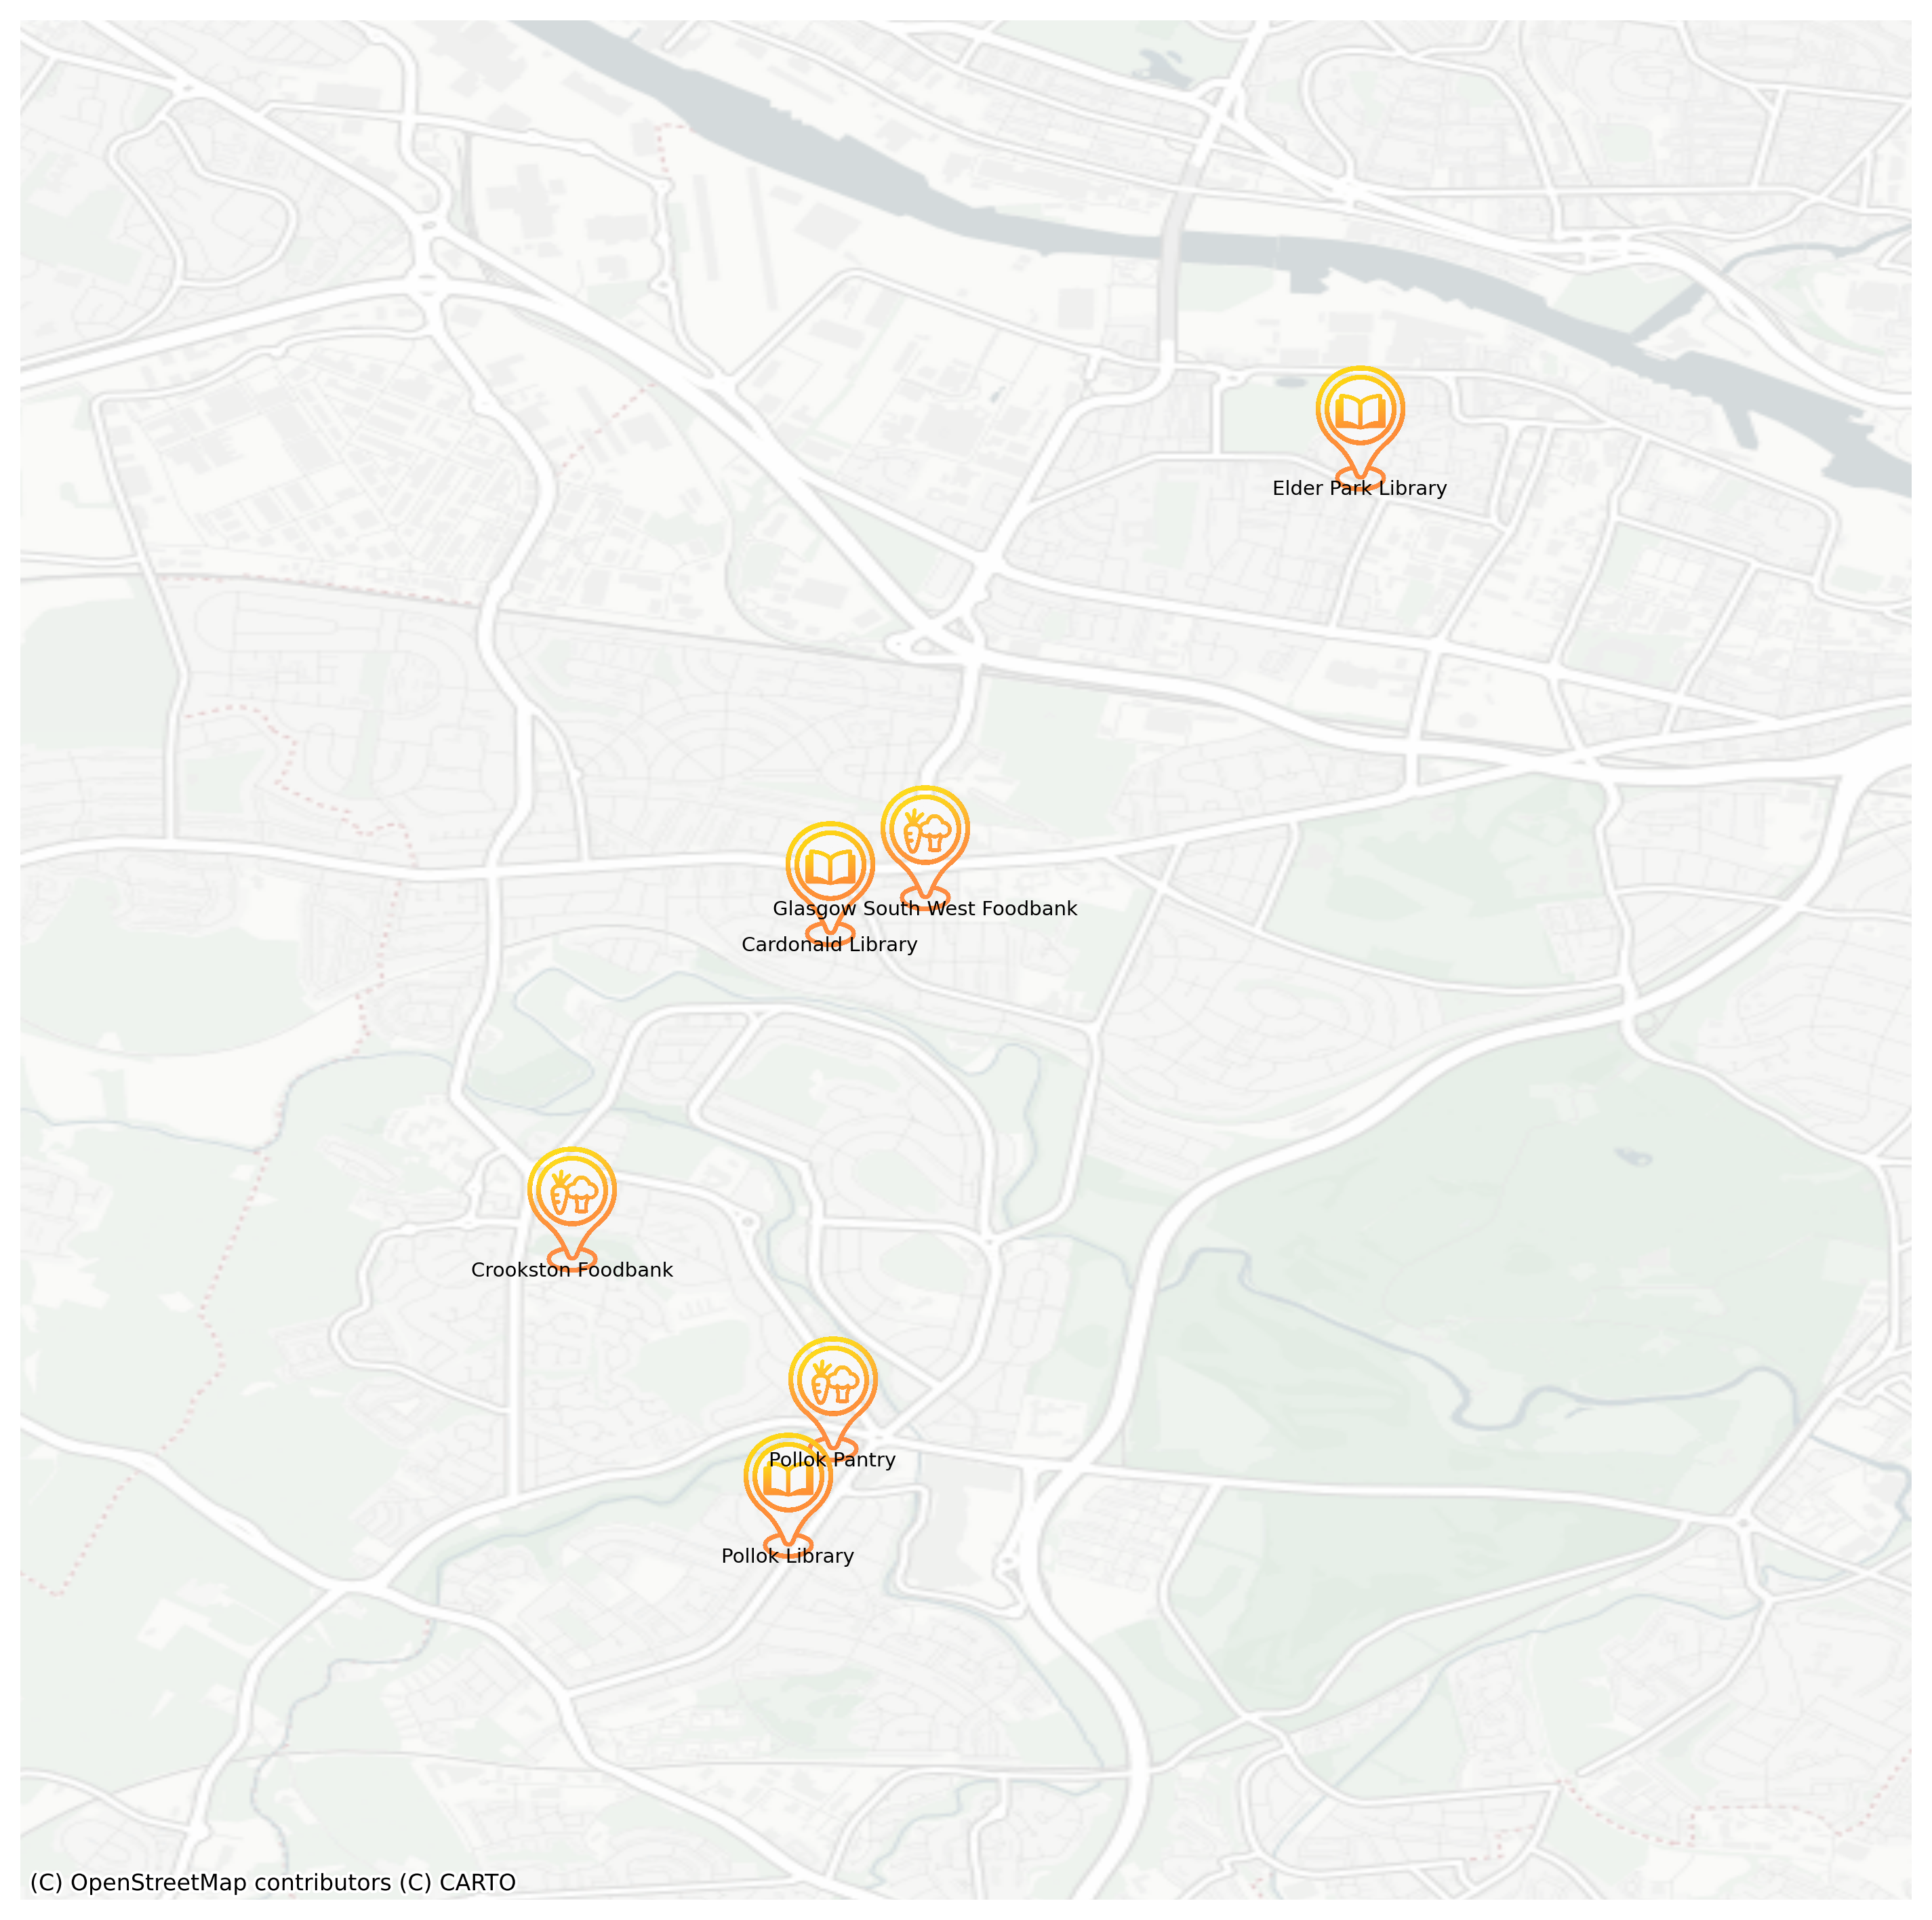 Elder Park Library
Glasgow South West Foodbank
Cardonald Library
Crookston Foodbank
Pollok Pantry
Pollok Library
(C) OpenStreetMap contributors (C) CARTO